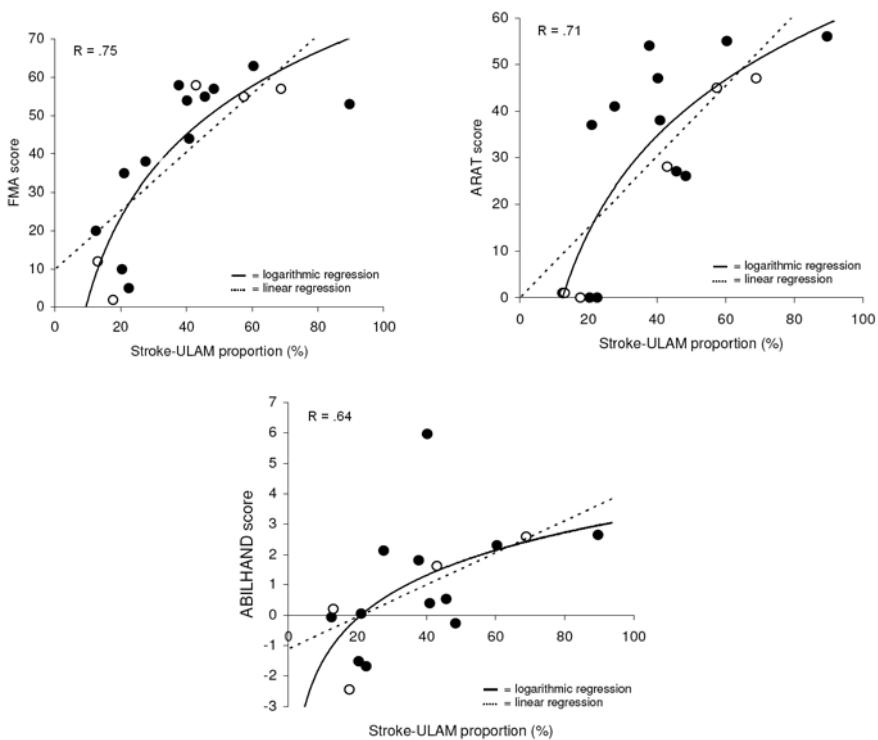 R = .75
70
60
50
40
30
20
10
0
FMA score
0 20 40 60 80 100
Stroke-ULAM proportion (%)
= logarithmic regression
= linear regression
R = .71
60
50
40
30
20
10
0
ARAT score
0 20 40 60 80 100
Stroke-ULAM proportion (%)
= logarithmic regression
= linear regression
R = .64
7
6
5
4
3
2
1
0
-1
-2
-3
ABILHAND score
0 20 40 60 80 100
Stroke-ULAM proportion (%)
= logarithmic regression
= linear regression